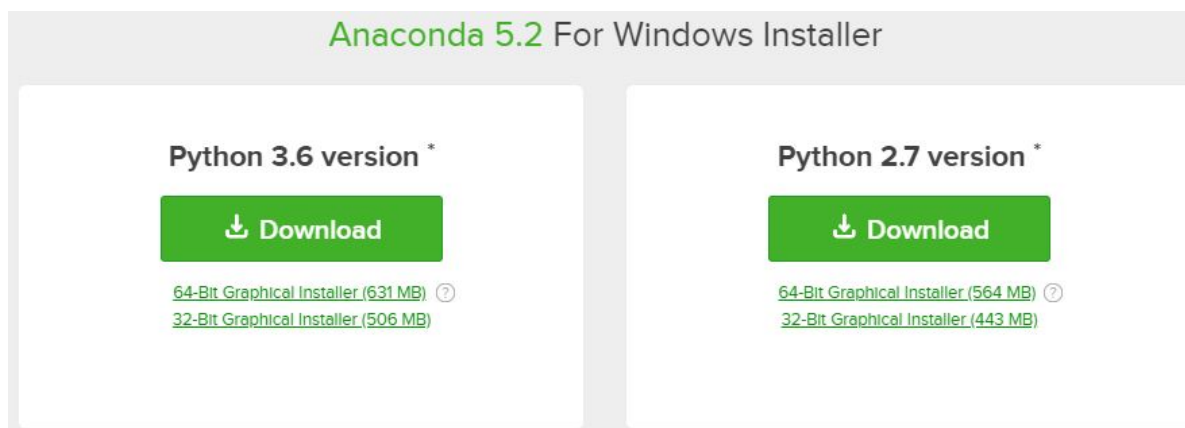 Anaconda 5.2 For Windows Installer
Python 3.6 version *
Download
64-Bit Graphical Installer (631 MB) ?
32-Bit Graphical Installer (506 MB)
Python 2.7 version *
Download
64-Bit Graphical Installer (564 MB) ?
32-Bit Graphical Installer (443 MB)